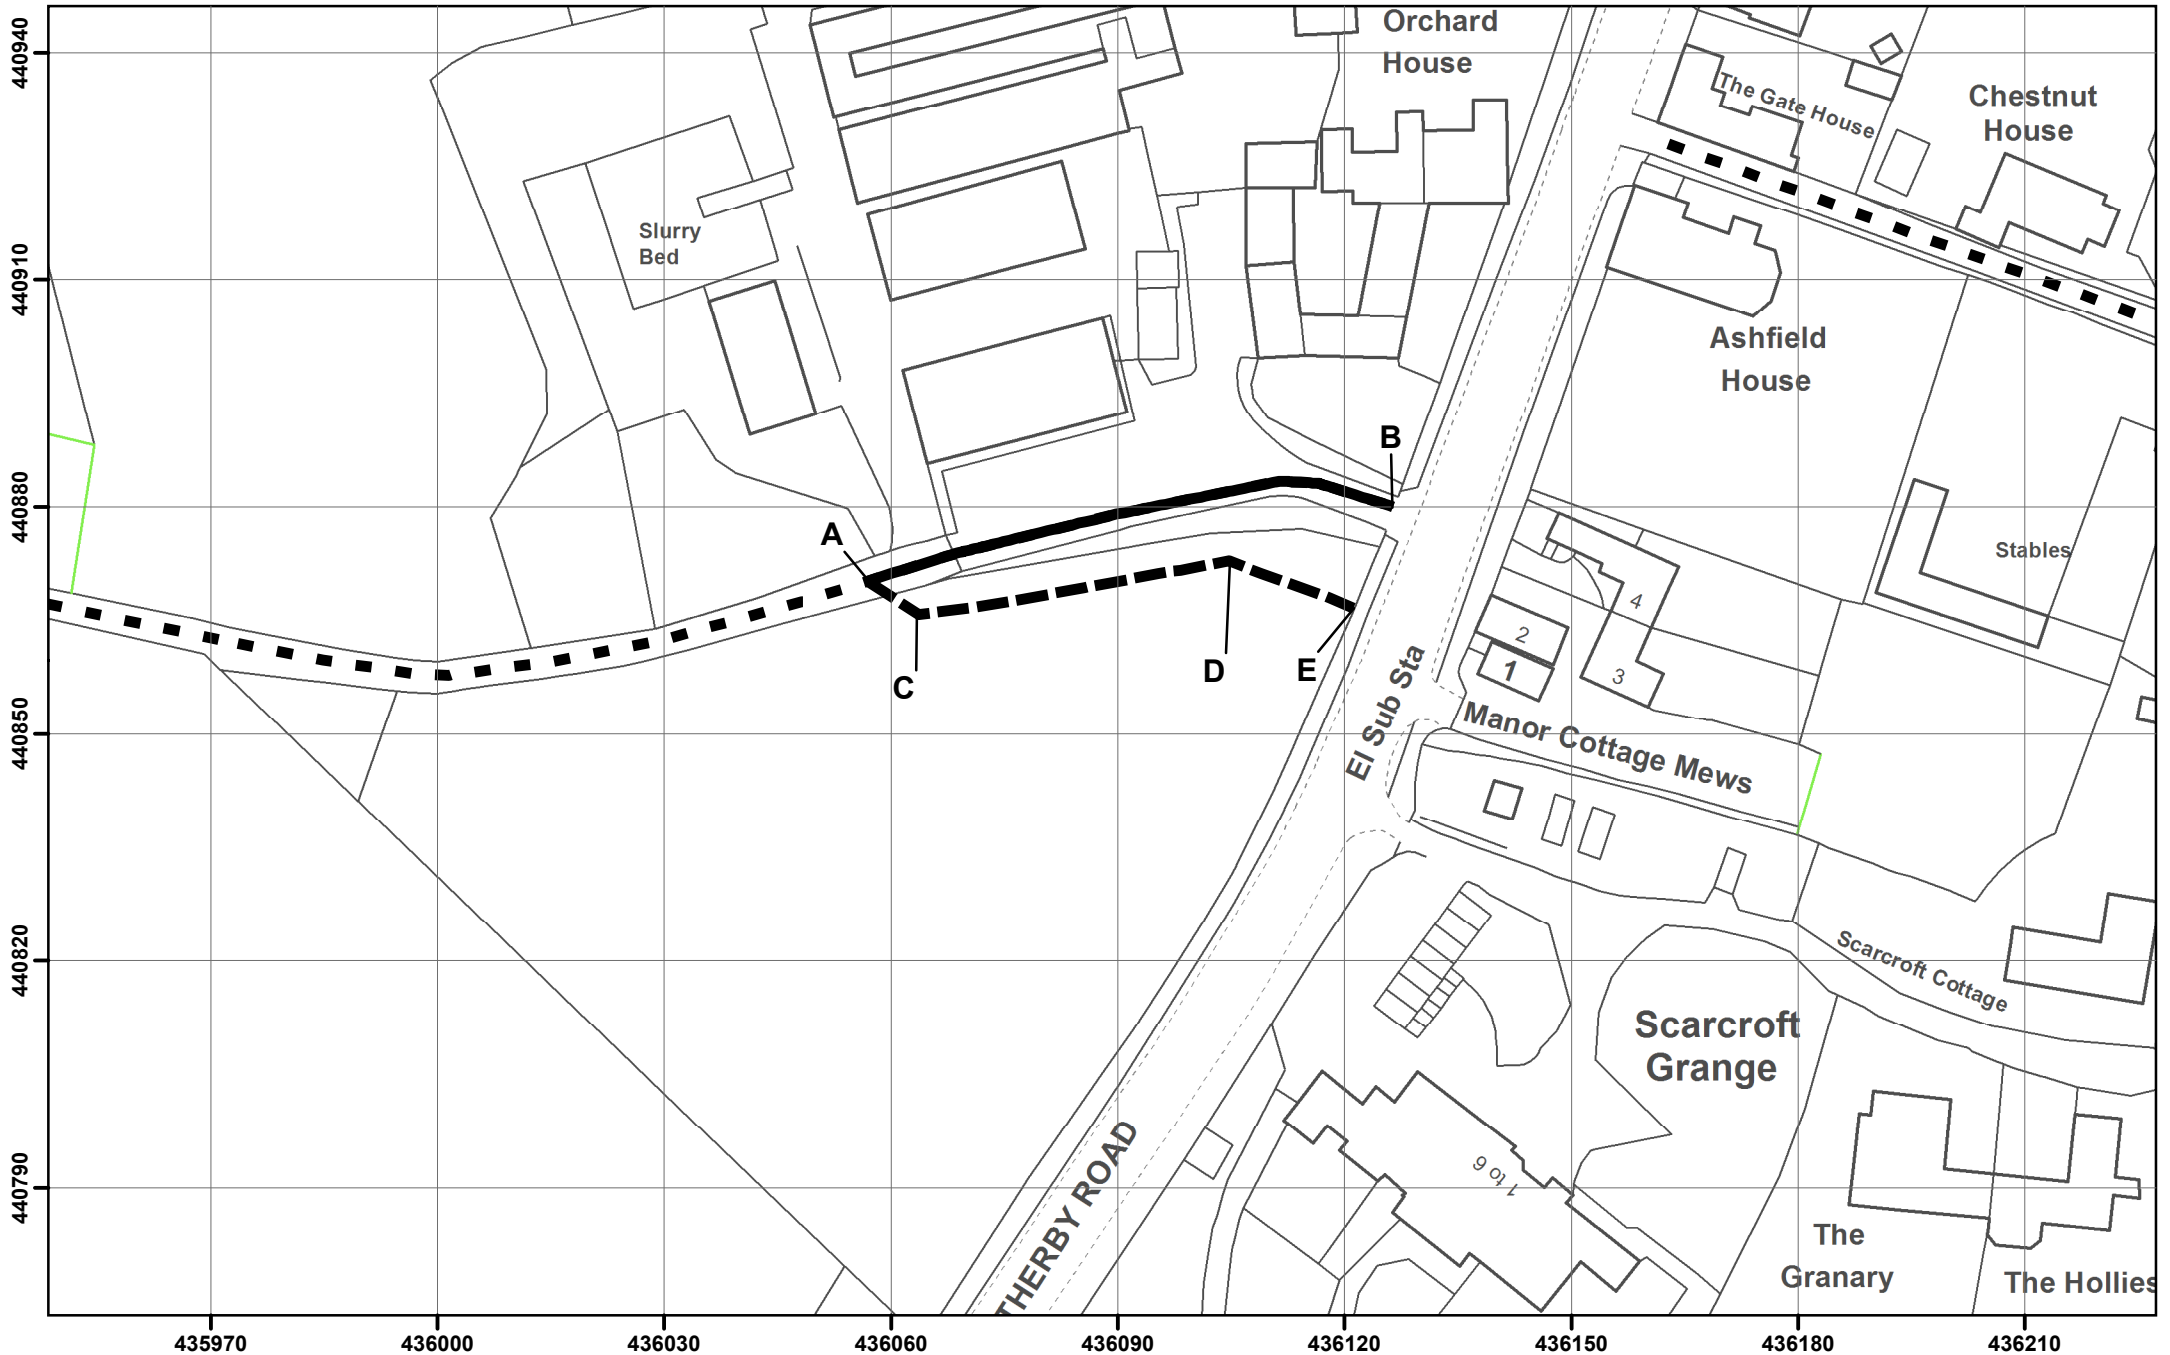 Orchard
House
The Gate House
Chestnut
House
Slurry
Bed
Ashfield
House
B
A
Stables
4
2
1
3
C
D
E
El Sub Sta
Manor Cottage Mews
Scarcroft Cottage
Scarcroft
Grange
THERBY ROAD
1 to 6
The
Granary
The Hollies
440940
440910
440880
440850
440820
440790
435970
436000
436030
436060
436090
436120
436150
436180
436210